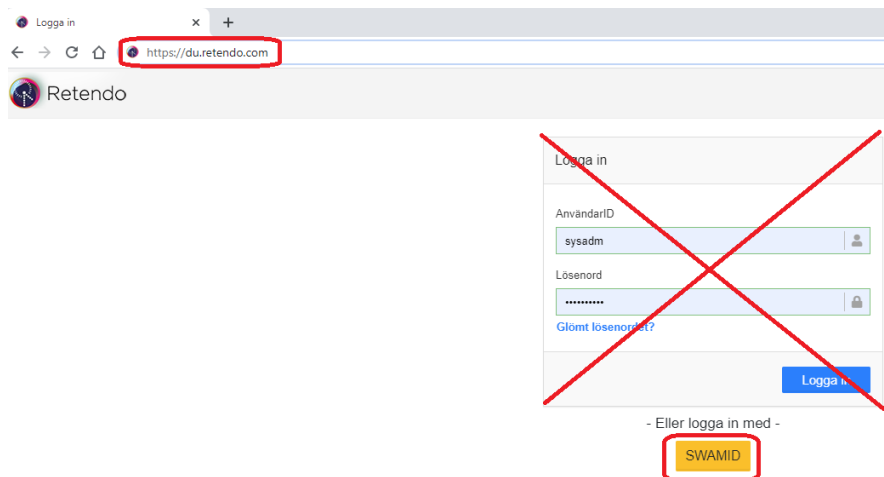 Logga in
https://du.retendo.com
Retendo
Logga in
AnvändarID
sysadm
Lösenord
••••••••••
Glömt lösenordet?
Logga in
- Eller logga in med -
SWAMID